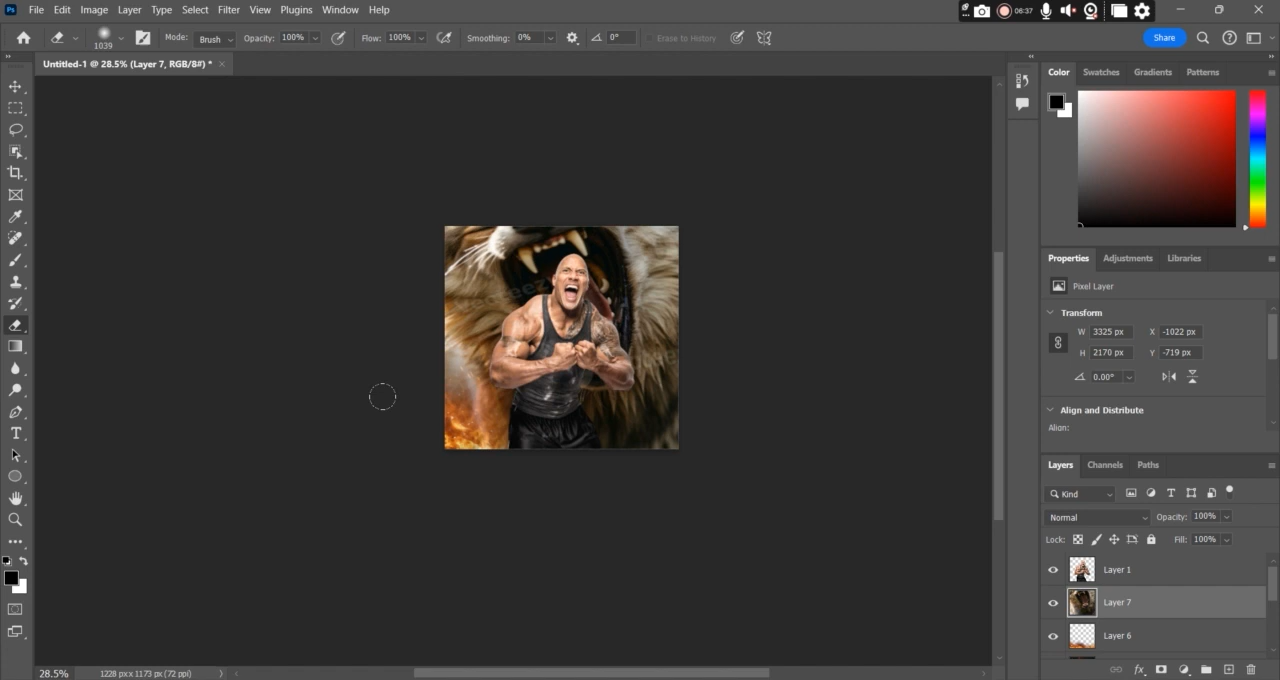 Ps File Edit Image Layer Type Select Filter View Plugins Window Help
06:37
1039 Mode: Brush Opacity: 100% Flow: 100% Smoothing: 0% 0° Erase to History Share
Untitled-1 @ 28.5% (Layer 7, RGB/8#) *
Color Swatches Gradients Patterns
Properties Adjustments Libraries
Pixel Layer
Transform
W 3325 px X -1022 px
H 2170 px Y -719 px
0.00°
Align and Distribute
Align:
Layers Channels Paths
Kind
Normal Opacity: 100%
Lock: Fill: 100%
Layer 1
Layer 7
Layer 6
28.5% 1228 px x 1173 px (72 ppi)